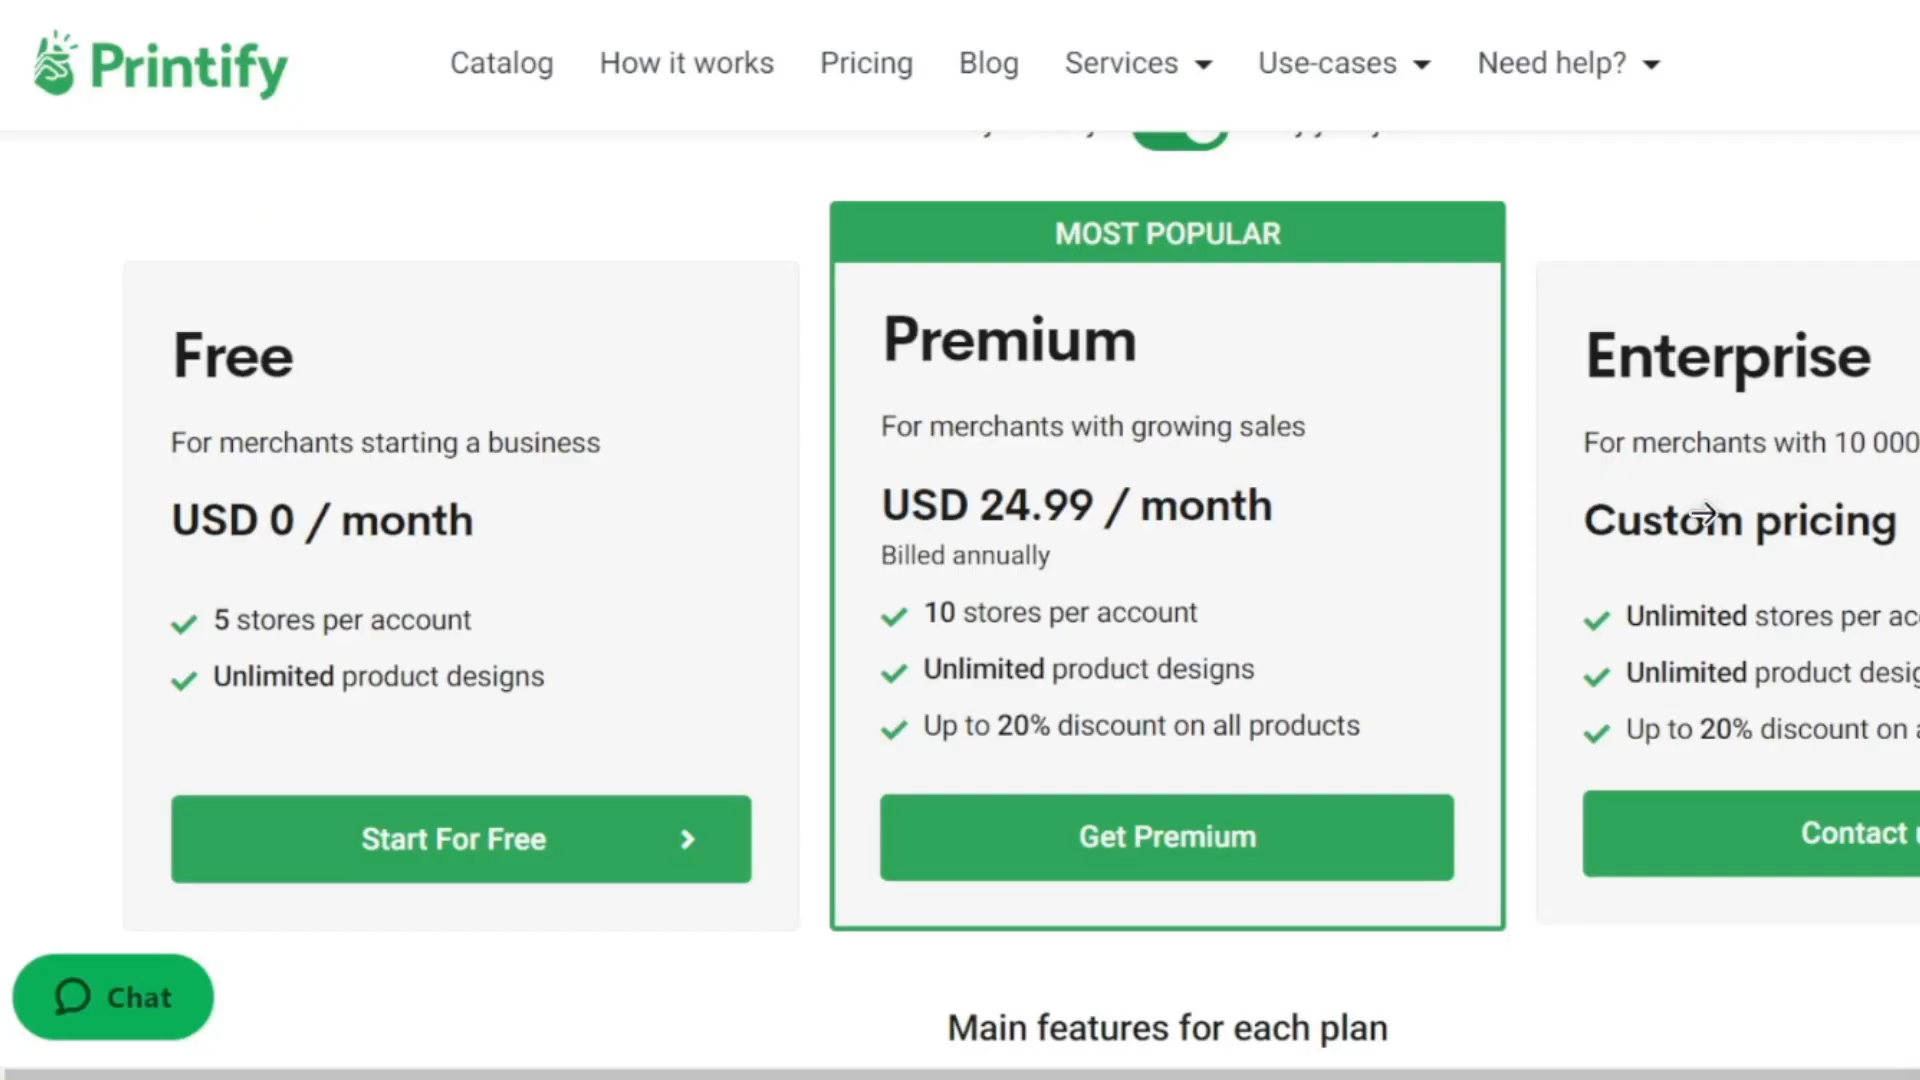 Printify
Catalog
How it works
Pricing
Blog
Services
Use-cases
Need help?
MOST POPULAR
Free
For merchants starting a business
USD 0 / month
5 stores per account
Unlimited product designs
Start For Free
Premium
For merchants with growing sales
USD 24.99 / month
Billed annually
10 stores per account
Unlimited product designs
Up to 20% discount on all products
Get Premium
Enterprise
For merchants with 10 000
Custom pricing
Unlimited stores per
Unlimited product
Up to 20% discount on
Contact
Chat
Main features for each plan